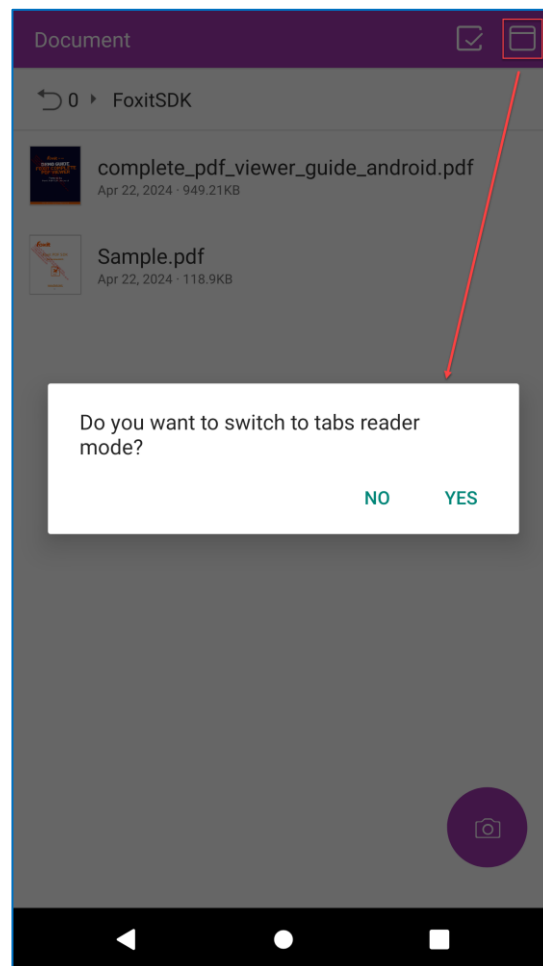 Document
0 FoxitSDK
complete_pdf_viewer_guide_android.pdf
Apr 22, 2024 · 949.21KB
Sample.pdf
Apr 22, 2024 · 118.9KB
Do you want to switch to tabs reader
mode?
NO YES